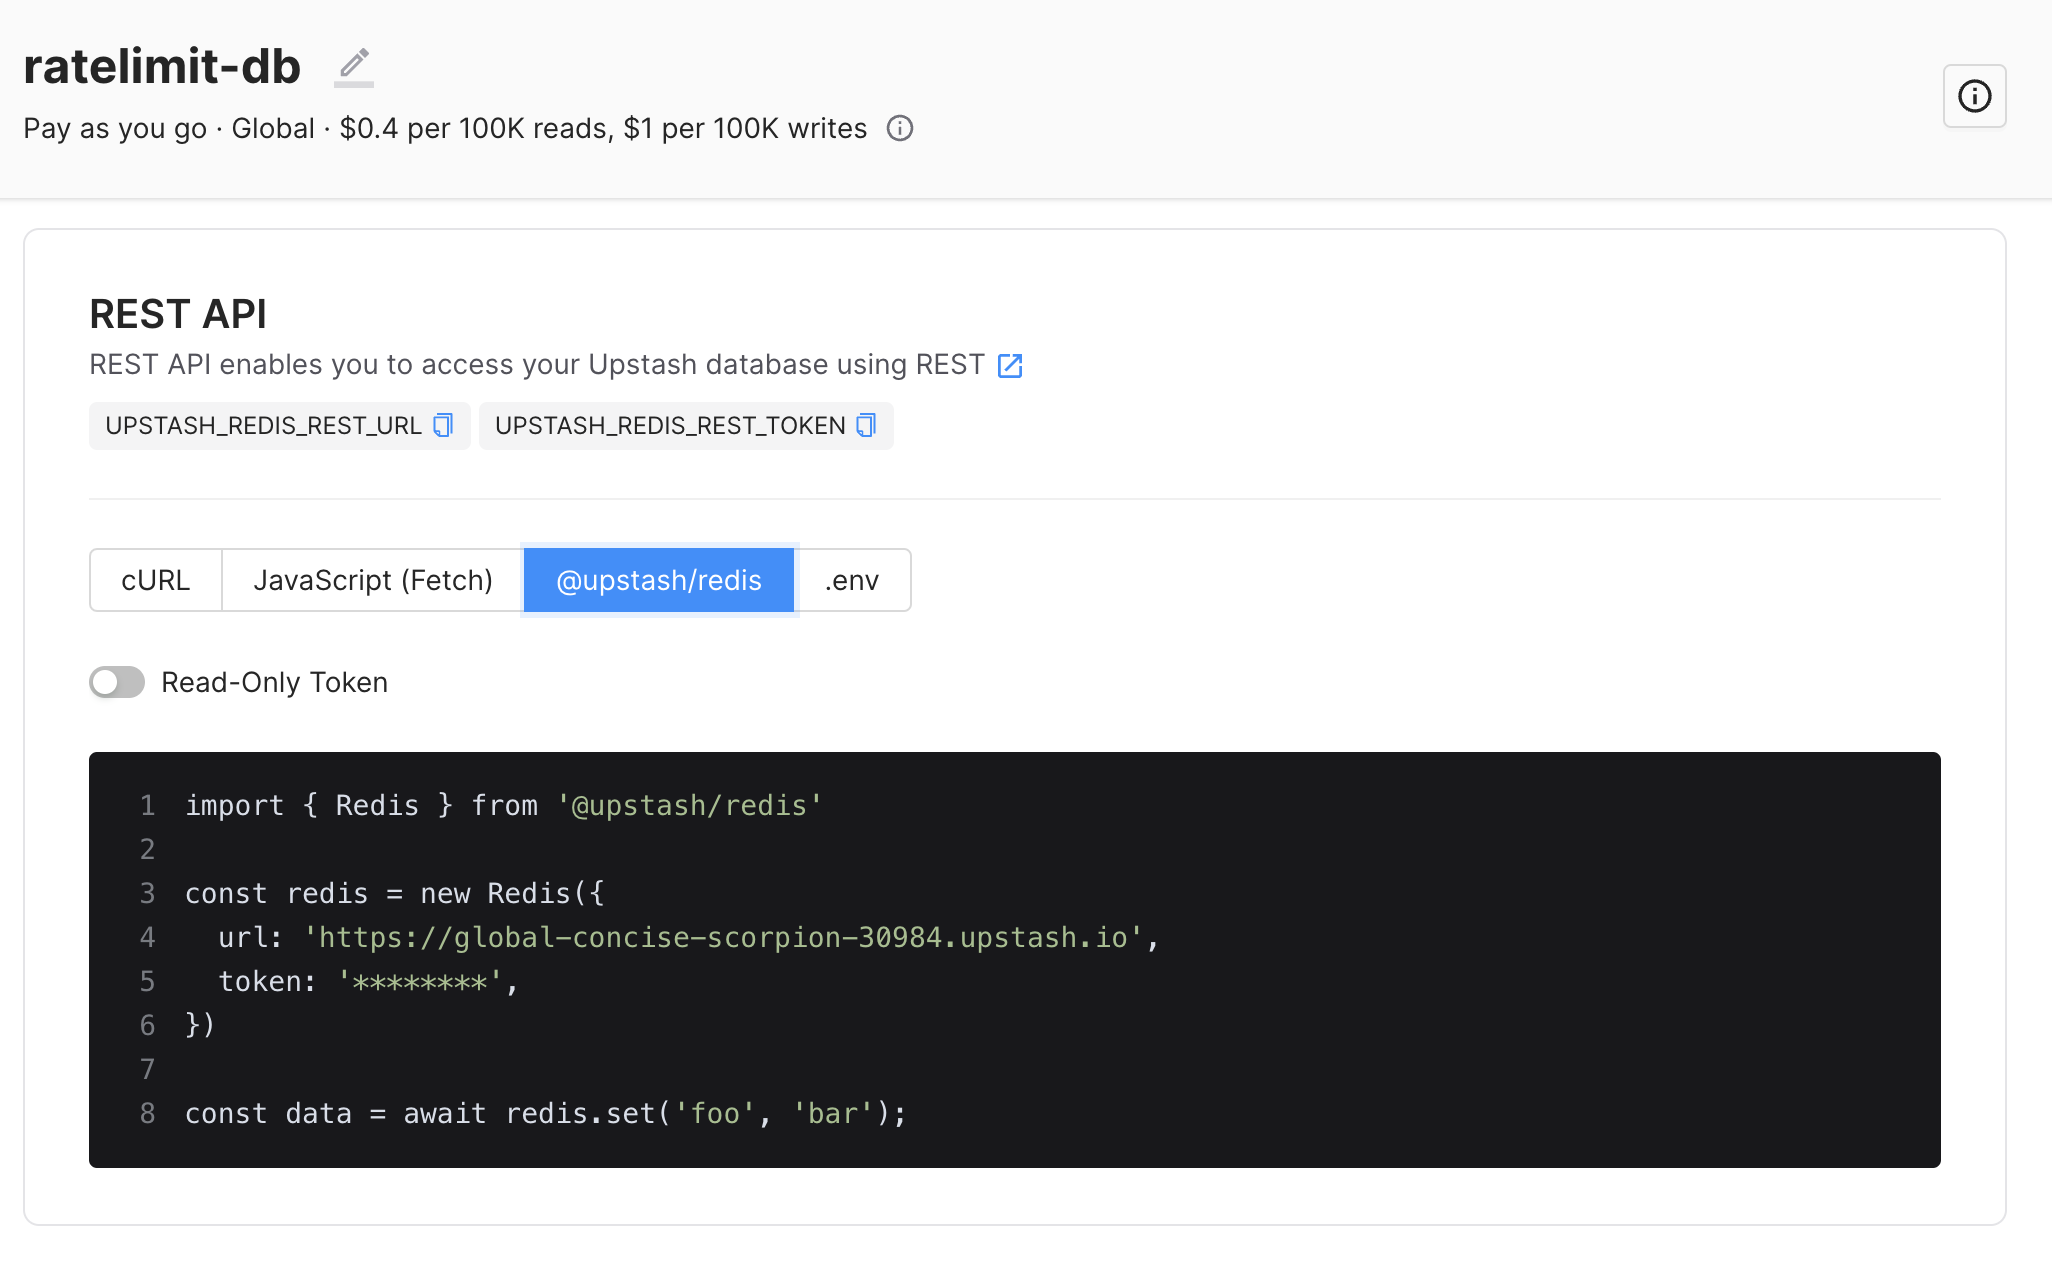 ratelimit-db
Pay as you go · Global · $0.4 per 100K reads, $1 per 100K writes
REST API
REST API enables you to access your Upstash database using REST
UPSTASH_REDIS_REST_URL UPSTASH_REDIS_REST_TOKEN
cURL JavaScript (Fetch) @upstash/redis .env
Read-Only Token
1 import { Redis } from '@upstash/redis'
2
3 const redis = new Redis({
4   url: 'https://global-concise-scorpion-30984.upstash.io',
5   token: '********',
6 })
7
8 const data = await redis.set('foo', 'bar');